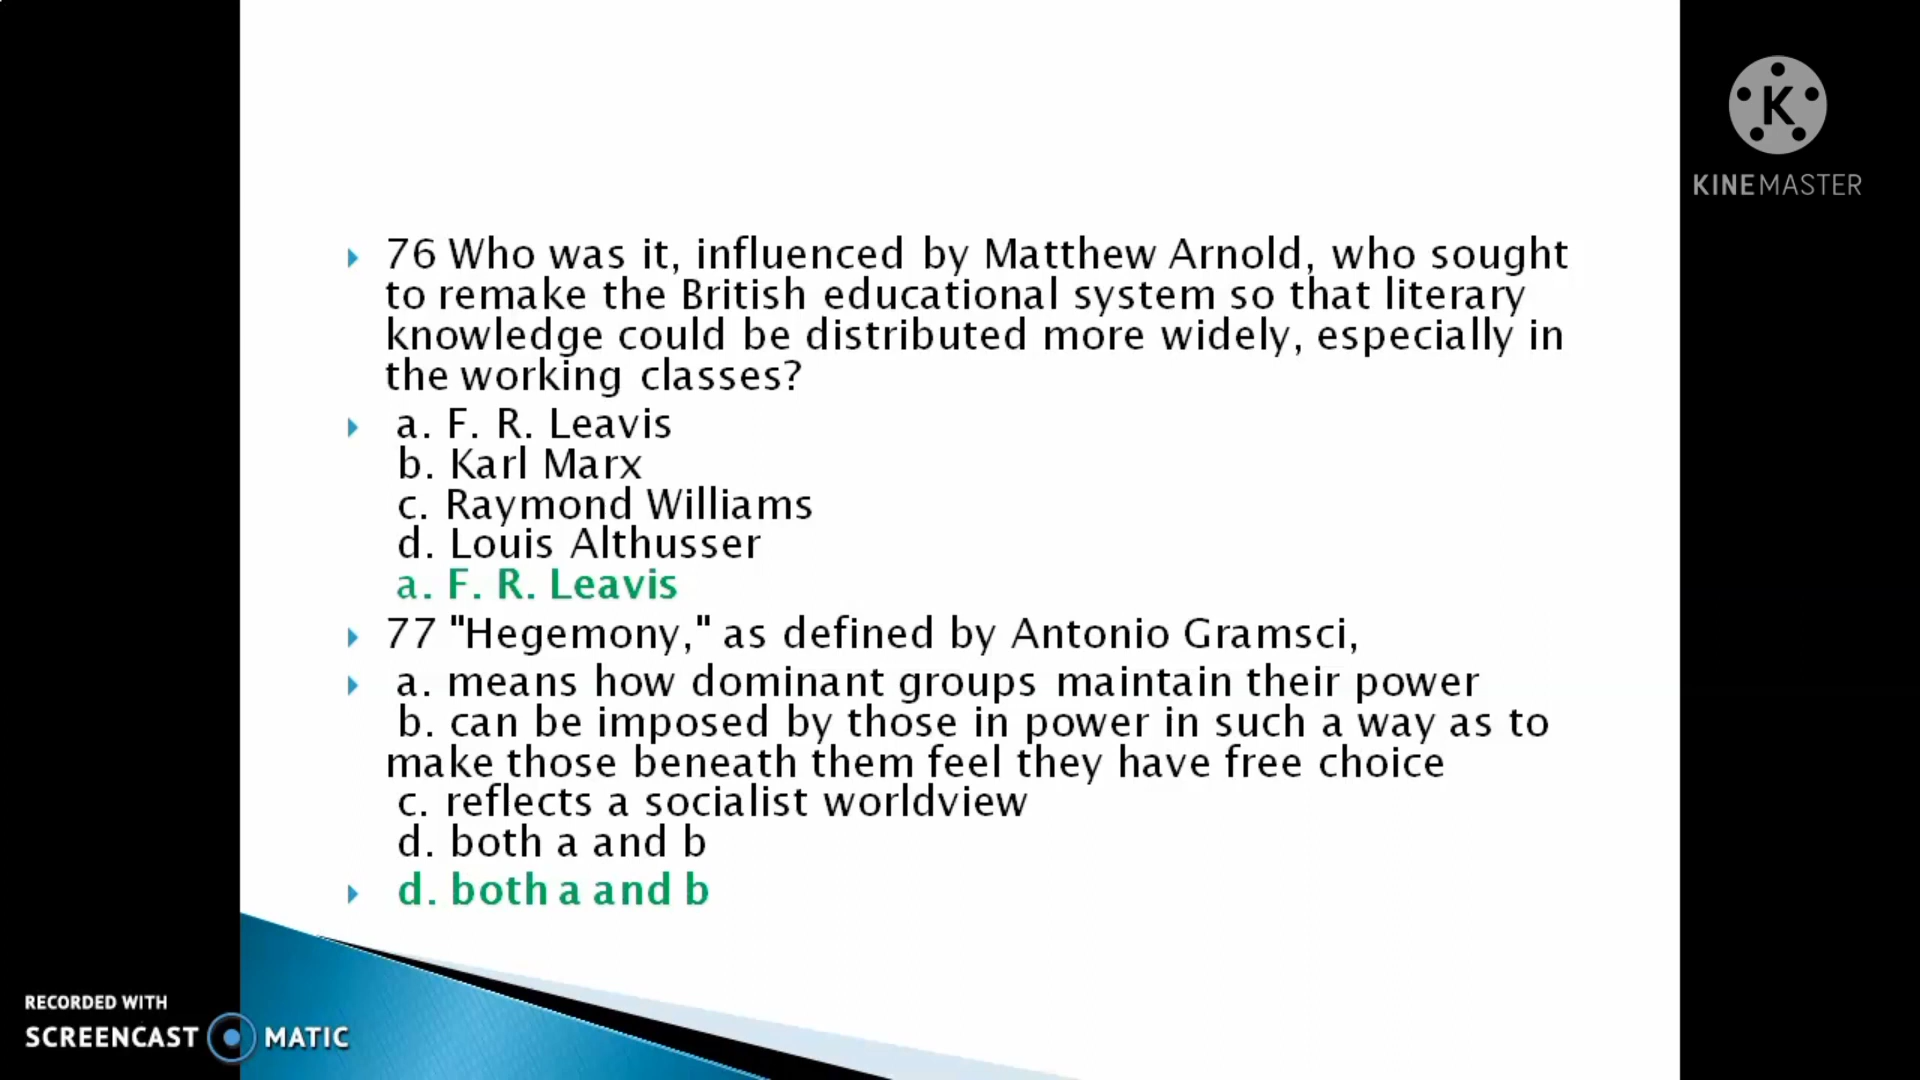 76 Who was it, influenced by Matthew Arnold, who sought
to remake the British educational system so that literary
knowledge could be distributed more widely, especially in
the working classes?
a. F. R. Leavis
b. Karl Marx
c. Raymond Williams
d. Louis Althusser
a. F. R. Leavis
77 "Hegemony," as defined by Antonio Gramsci,
a. means how dominant groups maintain their power
b. can be imposed by those in power in such a way as to
make those beneath them feel they have free choice
c. reflects a socialist worldview
d. both a and b
d. both a and b
K
KINEMASTER
RECORDED WITH
SCREENCAST MATIC